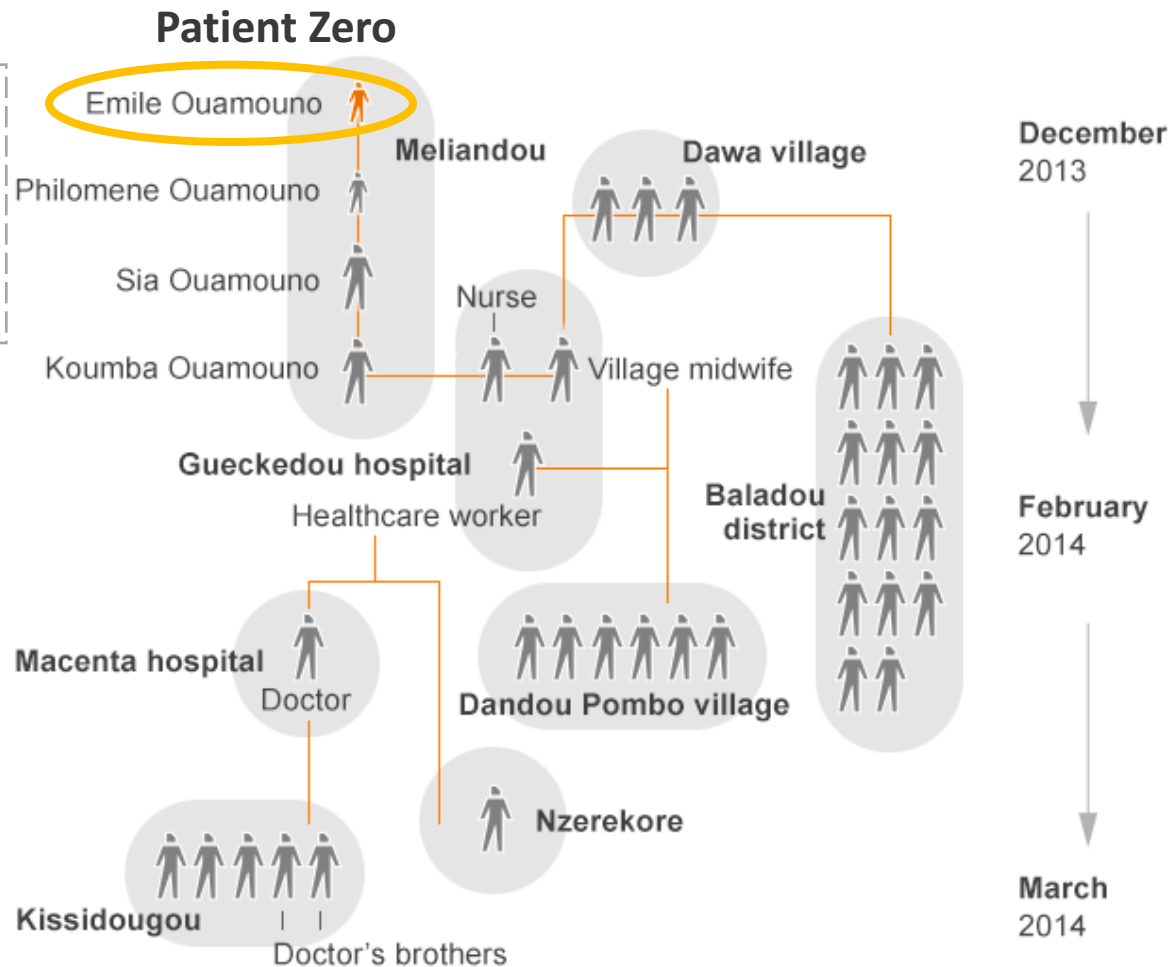 Patient Zero
Emile Ouamouno
Meliandou
Dawa village
December
2013
Philomene Ouamouno
Sia Ouamouno
Nurse
Koumba Ouamouno
Village midwife
Gueckedou hospital
Baladou
district
February
2014
Healthcare worker
Macenta hospital
Doctor
Dandou Pombo village
Nzerekore
March
2014
Kissidougou
Doctor's brothers